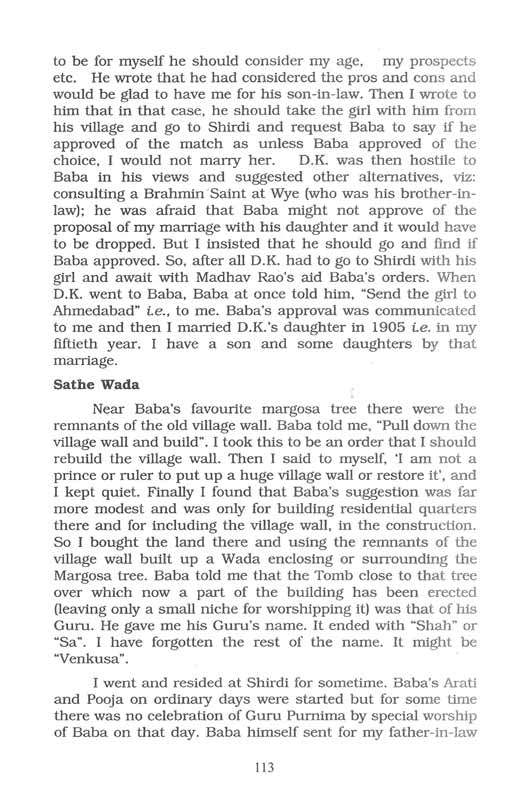 to be for myself he should consider my age, my prospects
etc. He wrote that he had considered the pros and cons and
would be glad to have me for his son-in-law. Then I wrote to
him that in that case, he should take the girl with him from
his village and go to Shirdi and request Baba to say if he
approved of the match as unless Baba approved of the
choice, I would not marry her. D.K. was then hostile to
Baba in his views and suggested other alternatives, viz:
consulting a Brahmin Saint at Wye (who was his brother-in-
law); he was afraid that Baba might not approve of the
proposal of my marriage with his daughter and it would have
to be dropped. But I insisted that he should go and find if
Baba approved. So, after all D.K. had to go to Shirdi with his
girl and await with Madhav Rao's aid Baba's orders. When
D.K. went to Baba, Baba at once told him, "Send the girl to
Ahmedabad" i.e., to me. Baba's approval was communicated
to me and then I married D.K.'s daughter in 1905 i.e. in my
fiftieth year. I have a son and some daughters by that
marriage.
Sathe Wada
Near Baba's favourite margosa tree there were the
remnants of the old village wall. Baba told me, "Pull down the
village wall and build". I took this to be an order that I should
rebuild the village wall. Then I said to myself, 'I am not a
prince or ruler to put up a huge village wall or restore it', and
I kept quiet. Finally I found that Baba's suggestion was far
more modest and was only for building residential quarters
there and for including the village wall, in the construction.
So I bought the land there and using the remnants of the
village wall built up a Wada enclosing or surrounding the
Margosa tree. Baba told me that the Tomb close to that tree
over which now a part of the building has been erected
(leaving only a small niche for worshipping it) was that of his
Guru. He gave me his Guru's name. It ended with "Shah" or
"Sa". I have forgotten the rest of the name. It might be
"Venkusa".
I went and resided at Shirdi for sometime. Baba's Arati
and Pooja on ordinary days were started but for some time
there was no celebration of Guru Purnima by special worship
of Baba on that day. Baba himself sent for my father-in-law
113